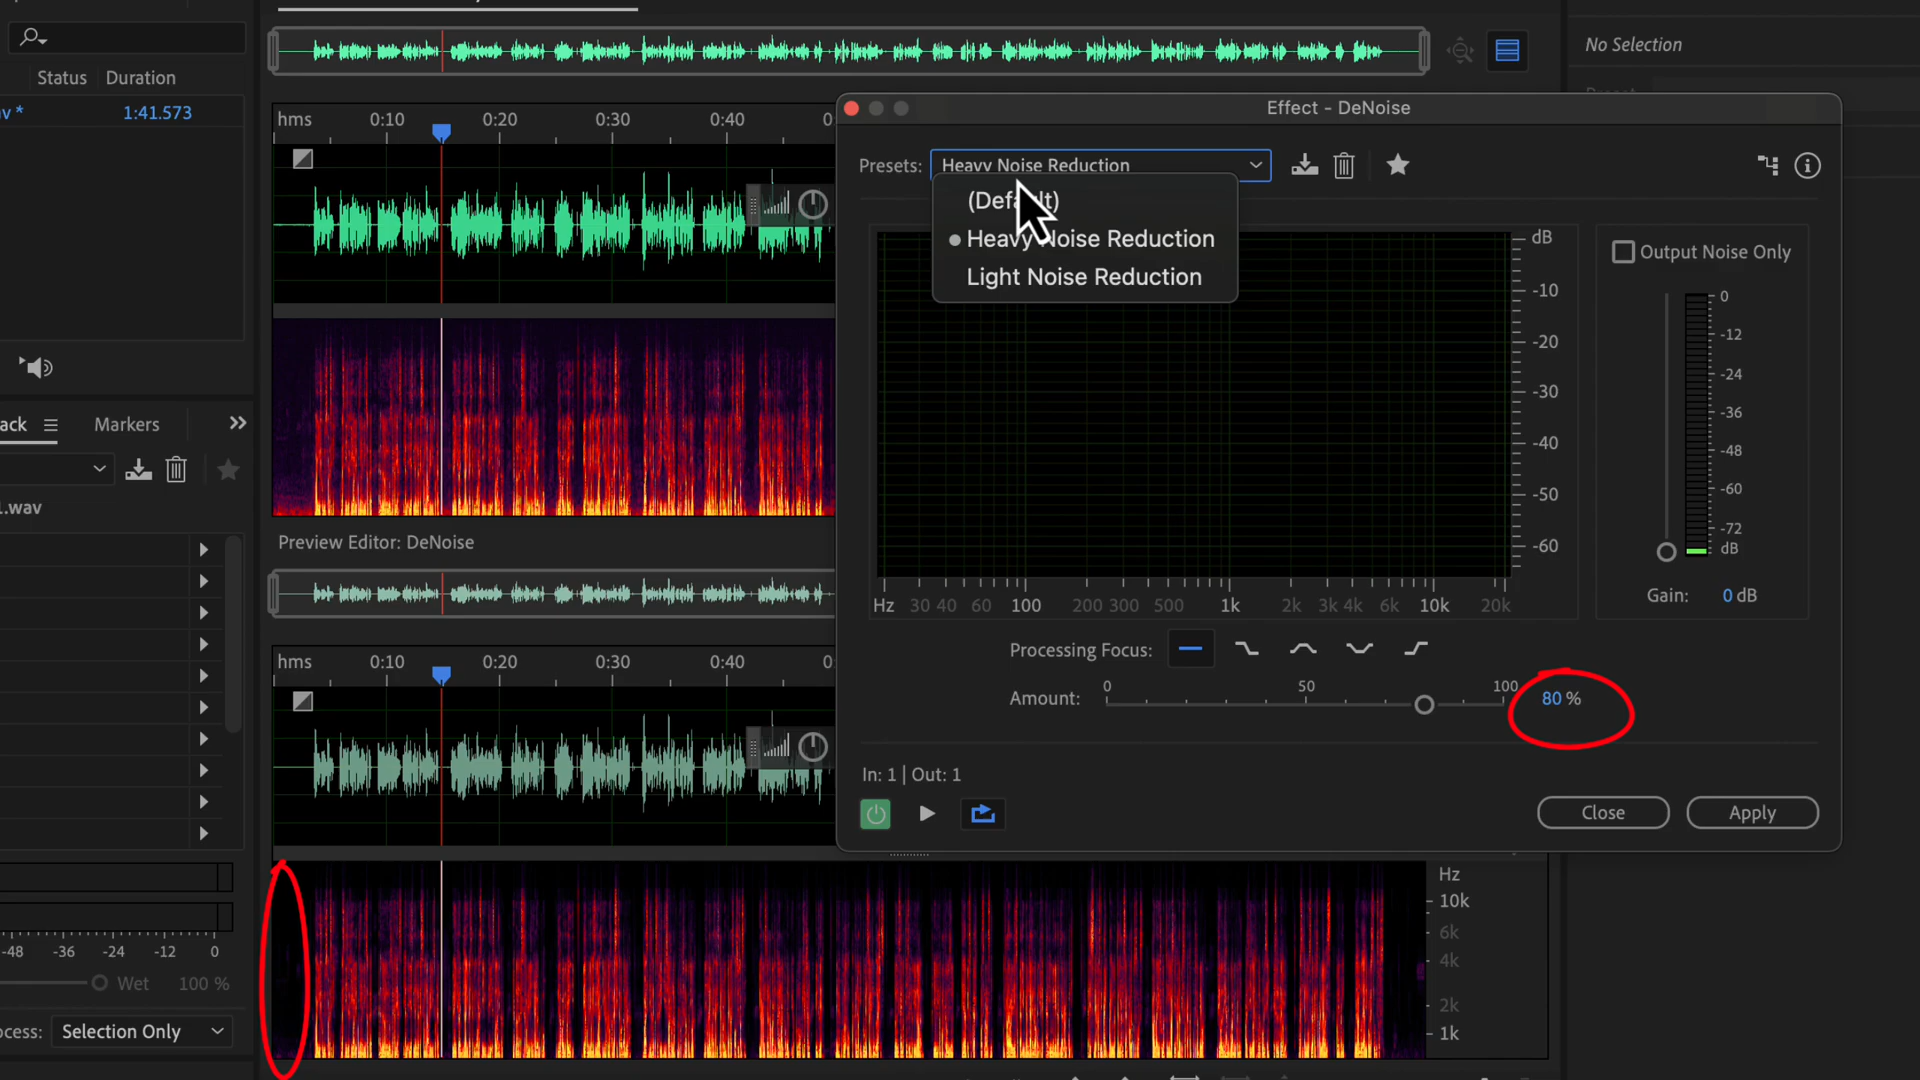 No Selection
Status Duration
v * 1:41.573
hms 0:10 0:20 0:30 0:40 0:
Effect - DeNoise
Presets: Heavy Noise Reduction
(Default)
Heavy Noise Reduction
Light Noise Reduction
dB
-10
-20
-30
-40
-50
-60
Output Noise Only
0
-12
-24
-36
-48
-60
-72
dB
Gain: 0 dB
Hz 30 40 60 100 200 300 500 1k 2k 3k 4k 6k 10k 20k
Processing Focus:
Amount: 0 50 100 80 %
In: 1 | Out: 1
Close Apply
ack Markers
.wav
Preview Editor: DeNoise
hms 0:10 0:20 0:30 0:40 0:
Hz
10k
6k
4k
2k
1k
-48 -36 -24 -12 0
Wet 100 %
ocess: Selection Only